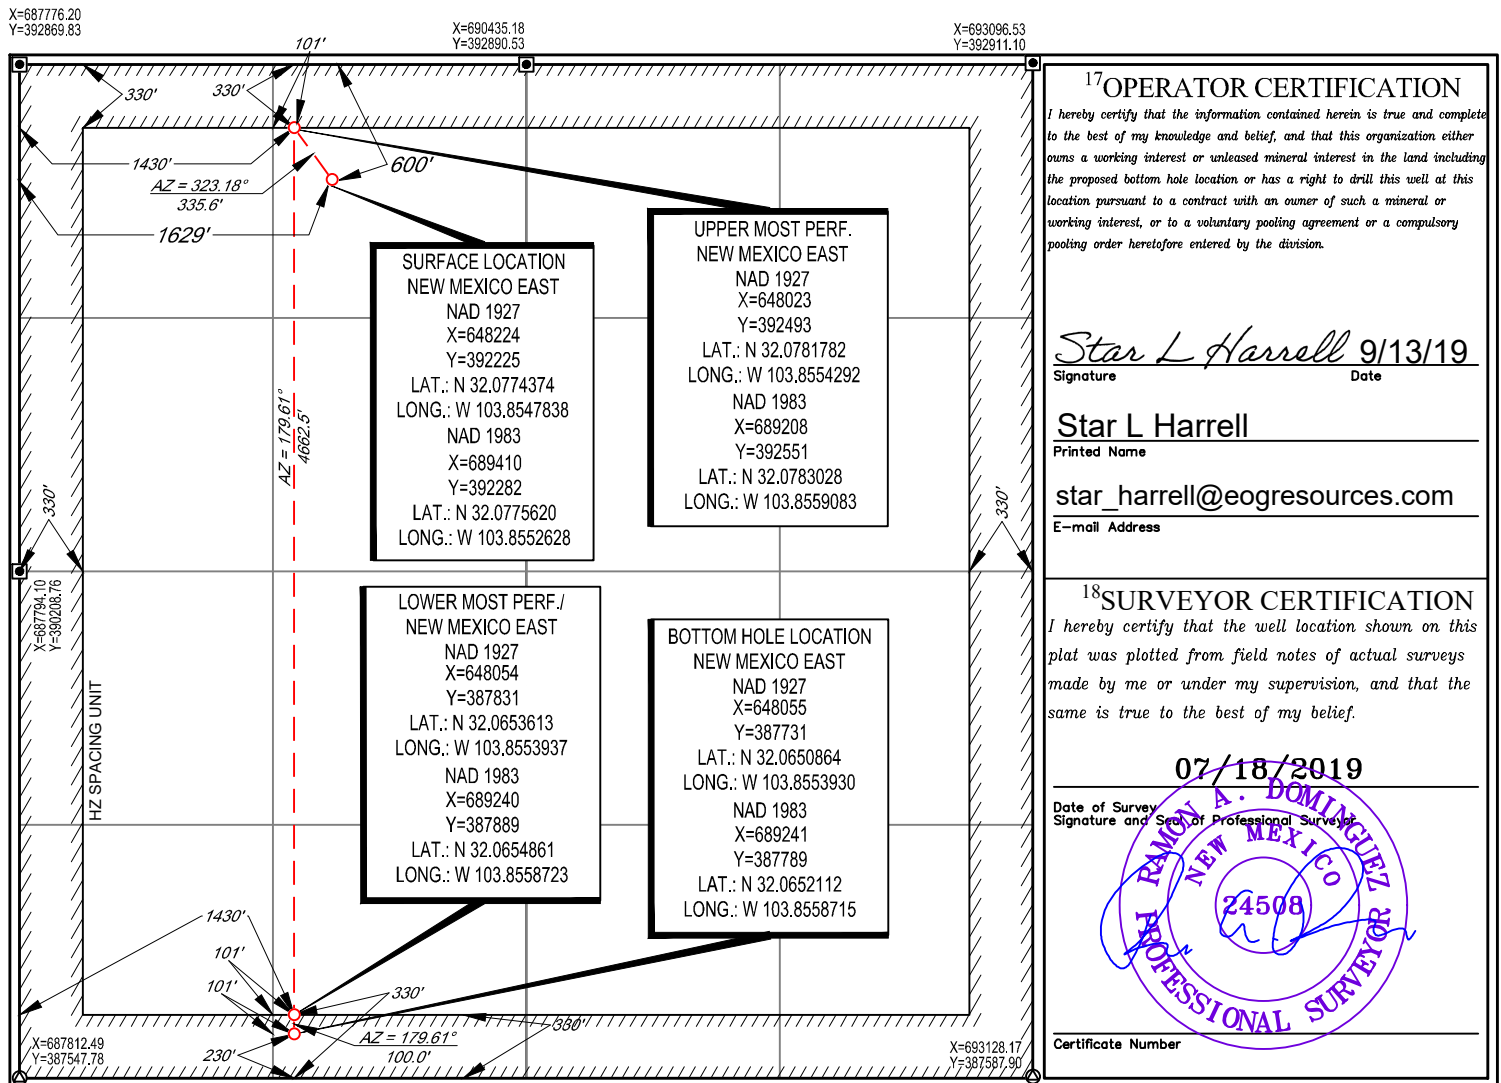 X=687776.20
Y=392869.83
X=690435.18
Y=392890.53
X=693096.53
Y=392911.10
101'
330'
330'
1430'
AZ = 323.18°
335.6'
600'
1629'
SURFACE LOCATION
NEW MEXICO EAST
NAD 1927
X=648224
Y=392225
LAT.: N 32.0774374
LONG.: W 103.8547838
NAD 1983
X=689410
Y=392282
LAT.: N 32.0775620
LONG.: W 103.8552628
UPPER MOST PERF.
NEW MEXICO EAST
NAD 1927
X=648023
Y=392493
LAT.: N 32.0781782
LONG.: W 103.8554292
NAD 1983
X=689208
Y=392551
LAT.: N 32.0783028
LONG.: W 103.8559083
AZ = 179.61°
4662.5'
330'
330'
X=687794.10
Y=390208.76
HZ SPACING UNIT
LOWER MOST PERF./
NEW MEXICO EAST
NAD 1927
X=648054
Y=387831
LAT.: N 32.0653613
LONG.: W 103.8553937
NAD 1983
X=689240
Y=387889
LAT.: N 32.0654861
LONG.: W 103.8558723
BOTTOM HOLE LOCATION
NEW MEXICO EAST
NAD 1927
X=648055
Y=387731
LAT.: N 32.0650864
LONG.: W 103.8553930
NAD 1983
X=689241
Y=387789
LAT.: N 32.0652112
LONG.: W 103.8558715
1430'
101'
101'
330'
330'
AZ = 179.61°
100.0'
230'
X=687812.49
Y=387547.78
X=693128.17
Y=387587.90
17OPERATOR CERTIFICATION
I hereby certify that the information contained herein is true and complete
to the best of my knowledge and belief, and that this organization either
owns a working interest or unleased mineral interest in the land including
the proposed bottom hole location or has a right to drill this well at this
location pursuant to a contract with an owner of such a mineral or
working interest, or to a voluntary pooling agreement or a compulsory
pooling order heretofore entered by the division.
Star L Harrell 9/13/19
Signature Date
Star L Harrell
Printed Name
star_harrell@eogresources.com
E-mail Address
18SURVEYOR CERTIFICATION
I hereby certify that the well location shown on this
plat was plotted from field notes of actual surveys
made by me or under my supervision, and that the
same is true to the best of my belief.
07/18/2019
Date of Survey
Signature and Seal of Professional Surveyor
RAMON A. DOMINGUEZ
NEW MEXICO
24508
PROFESSIONAL SURVEYOR
Certificate Number